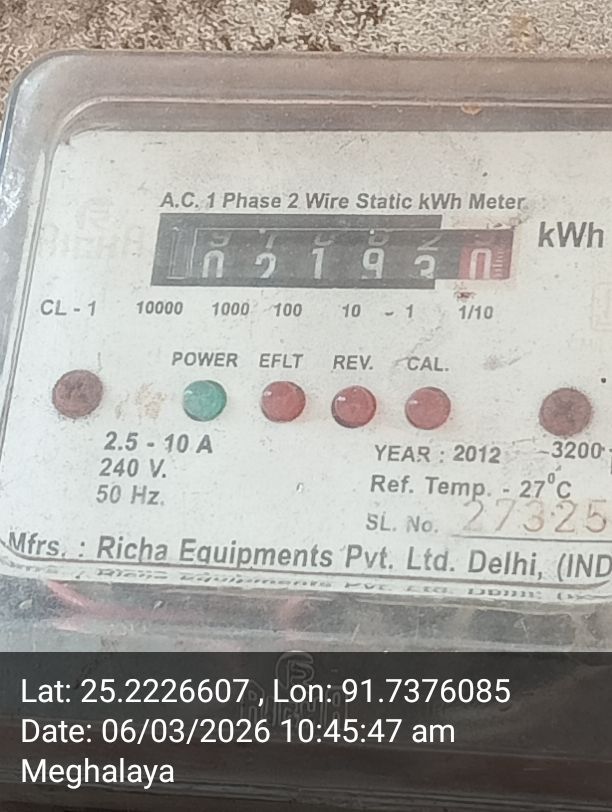 A.C. 1 Phase 2 Wire Static kWh Meter
0 2 1 9 3 0
kWh
CL - 1 10000 1000 100 10 - 1 1/10
POWER EFLT REV. CAL.
2.5 - 10 A
240 V.
50 Hz.
YEAR : 2012 -3200
Ref. Temp. - 27°C
SL. No. 27325
Mfrs. : Richa Equipments Pvt. Ltd. Delhi, (IND
Lat: 25.2226607 , Lon: 91.7376085
Date: 06/03/2026 10:45:47 am
Meghalaya